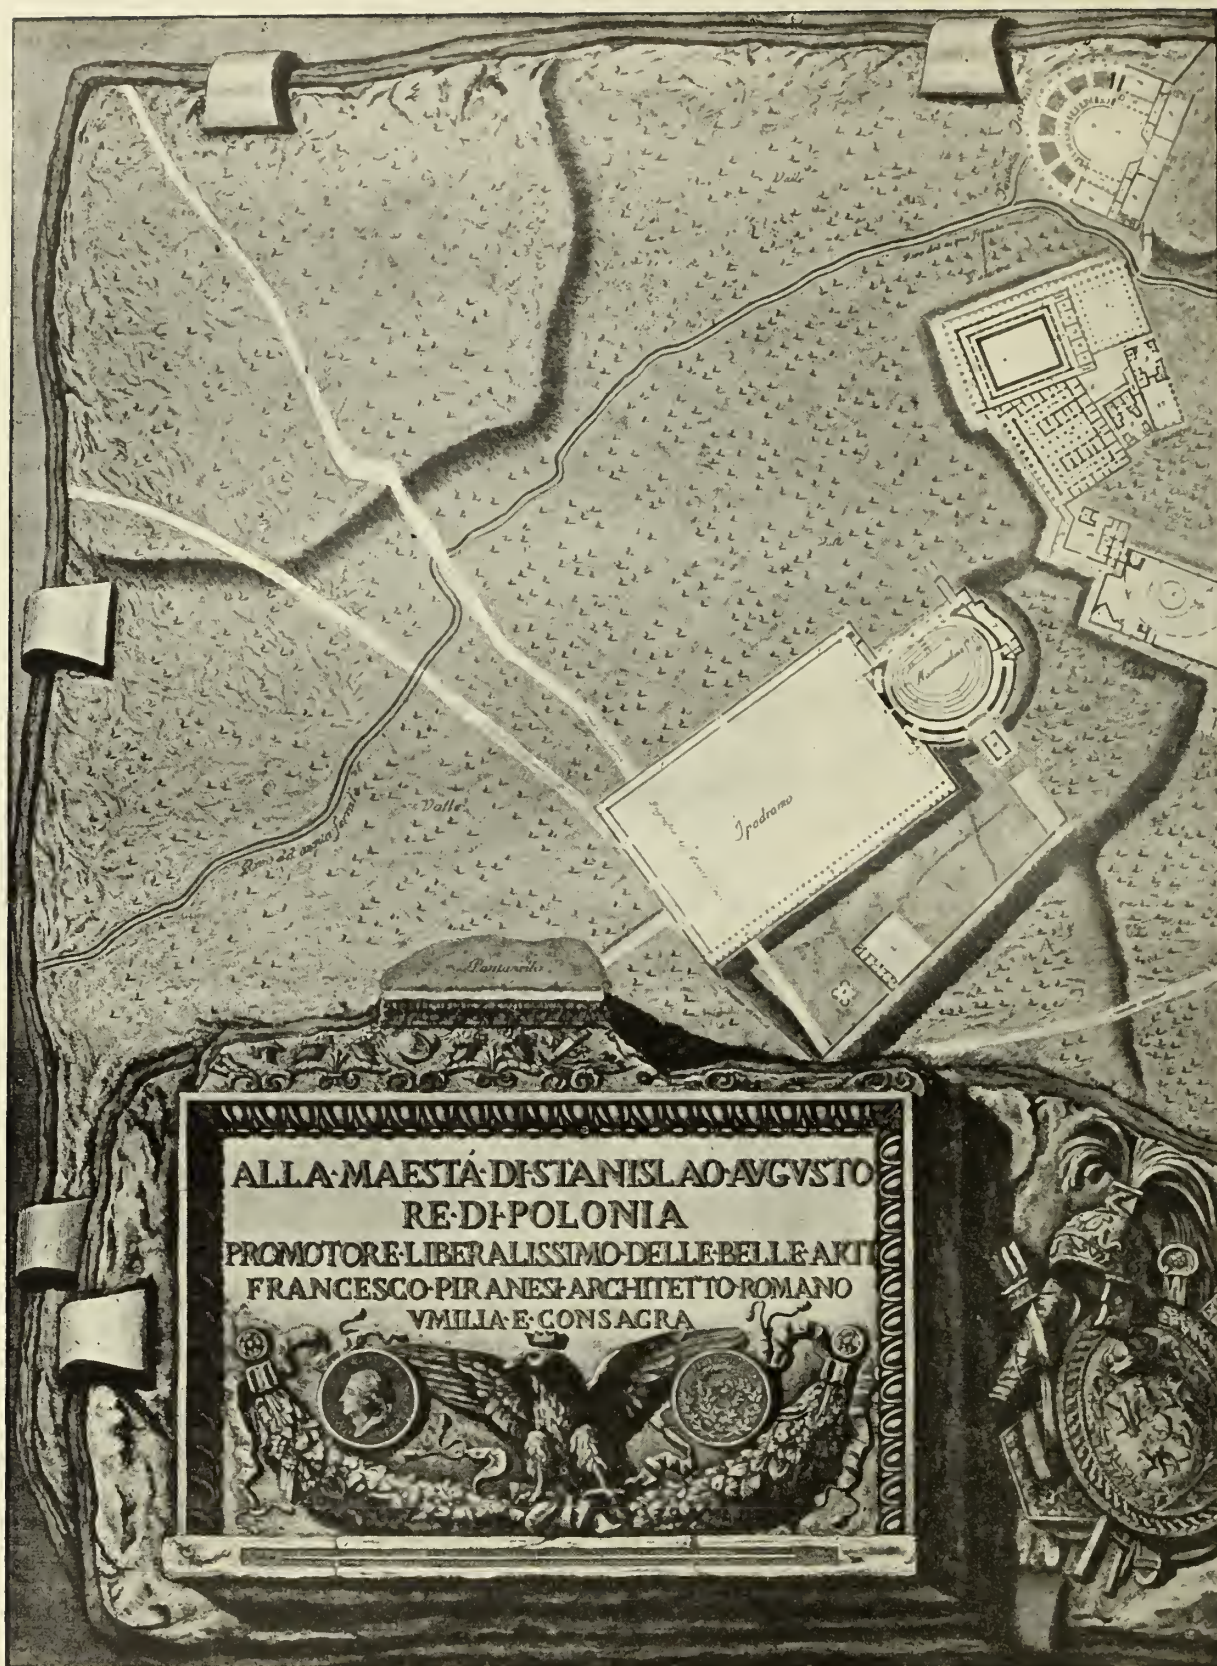 Valle
Ipodromo
Valle
Pantanello
ALLA·MAESTÁ·DI·STANISLAO·AVGVSTO
RE·DI·POLONIA
PROMOTORE·LIBERALISSIMO·DELLE·BELLE·ARTI
FRANCESCO·PIRANESI·ARCHITETTO·ROMANO
VMILIA·E·CONSAGRA